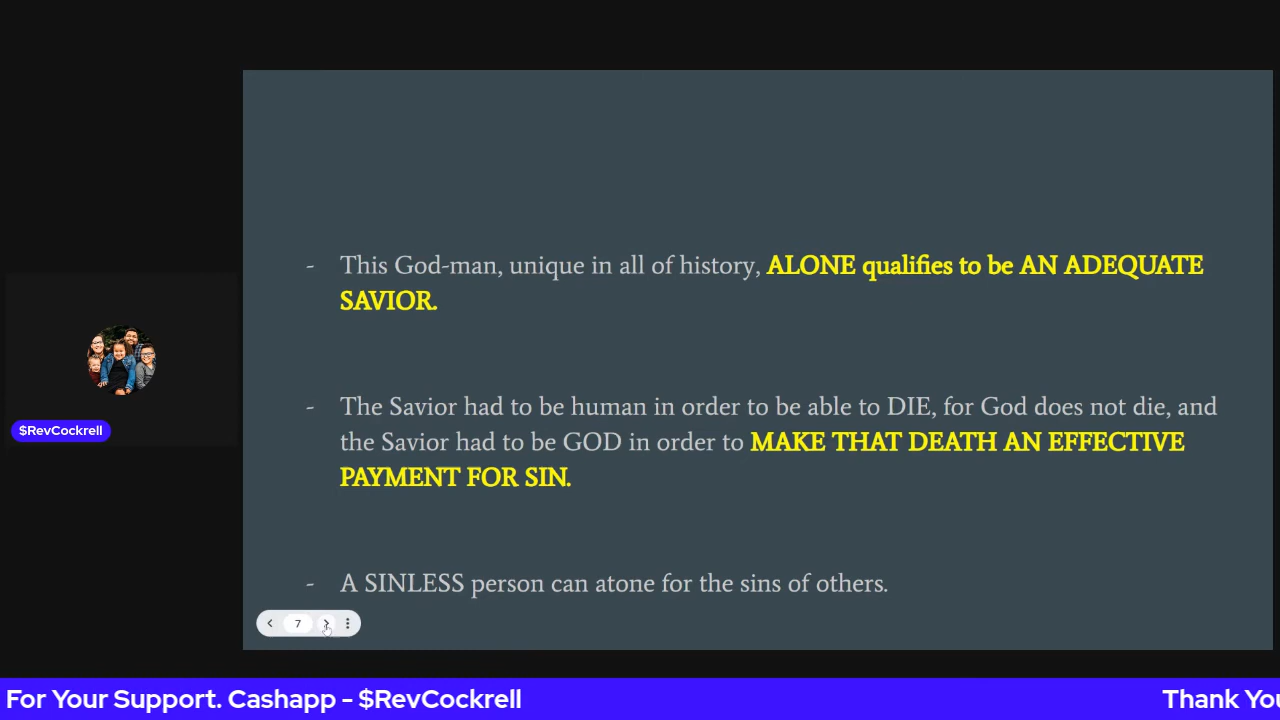 - This God-man, unique in all of history, ALONE qualifies to be AN ADEQUATE
SAVIOR.
- The Savior had to be human in order to be able to DIE, for God does not die, and
the Savior had to be GOD in order to MAKE THAT DEATH AN EFFECTIVE
PAYMENT FOR SIN.
$RevCockrell
- A SINLESS person can atone for the sins of others.
7
For Your Support. Cashapp - $RevCockrell
Thank You